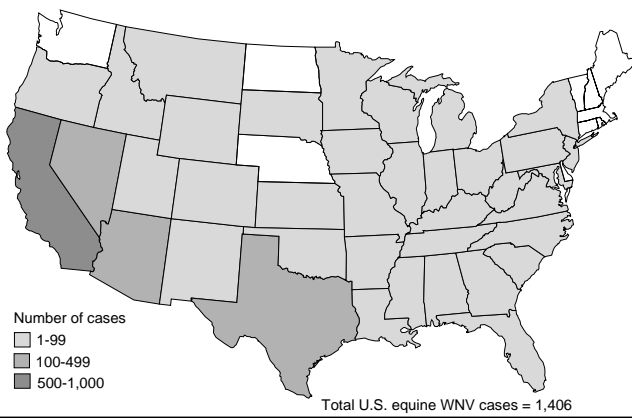 Number of cases
1-99
100-499
500-1,000
Total U.S. equine WNV cases = 1,406